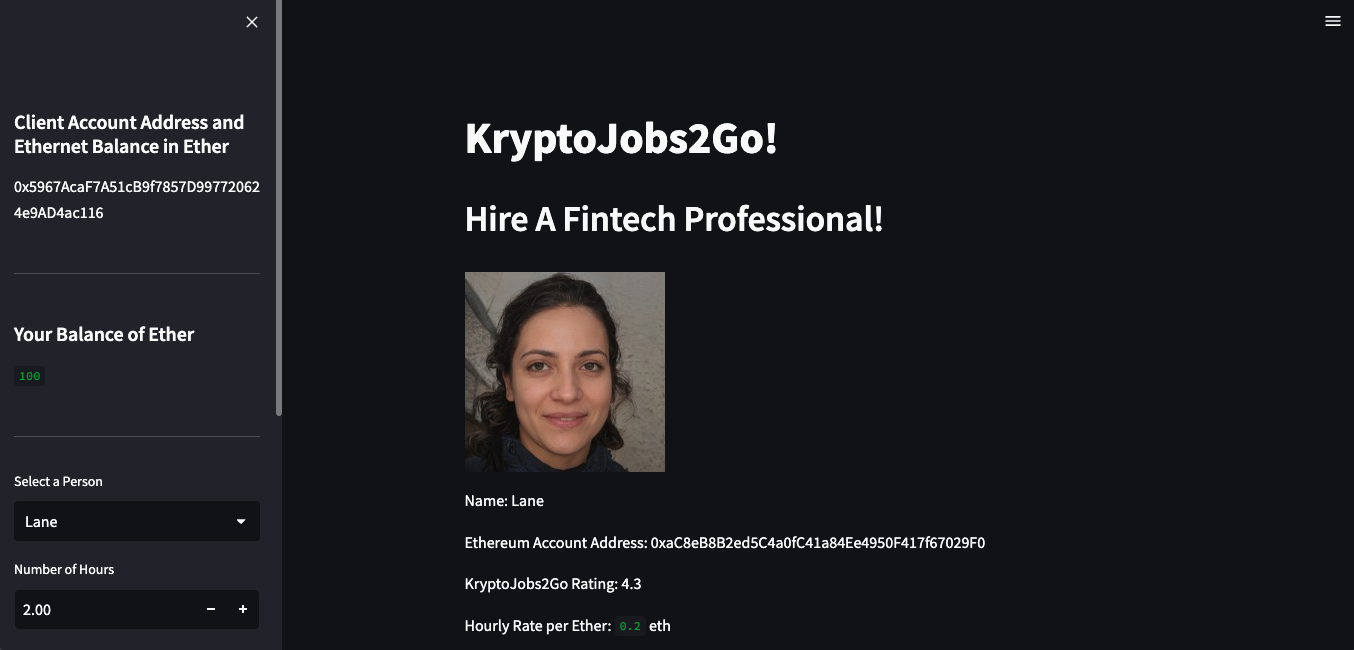 Client Account Address and
Ethernet Balance in Ether
0x5967AcaF7A51cB9f7857D99772062
4e9AD4ac116
Your Balance of Ether
100
Select a Person
Lane
Number of Hours
2.00
KryptoJobs2Go!
Hire A Fintech Professional!
Name: Lane
Ethereum Account Address: 0xaC8eB8B2ed5C4a0fC41a84Ee4950F417f67029F0
KryptoJobs2Go Rating: 4.3
Hourly Rate per Ether: 0.2 eth